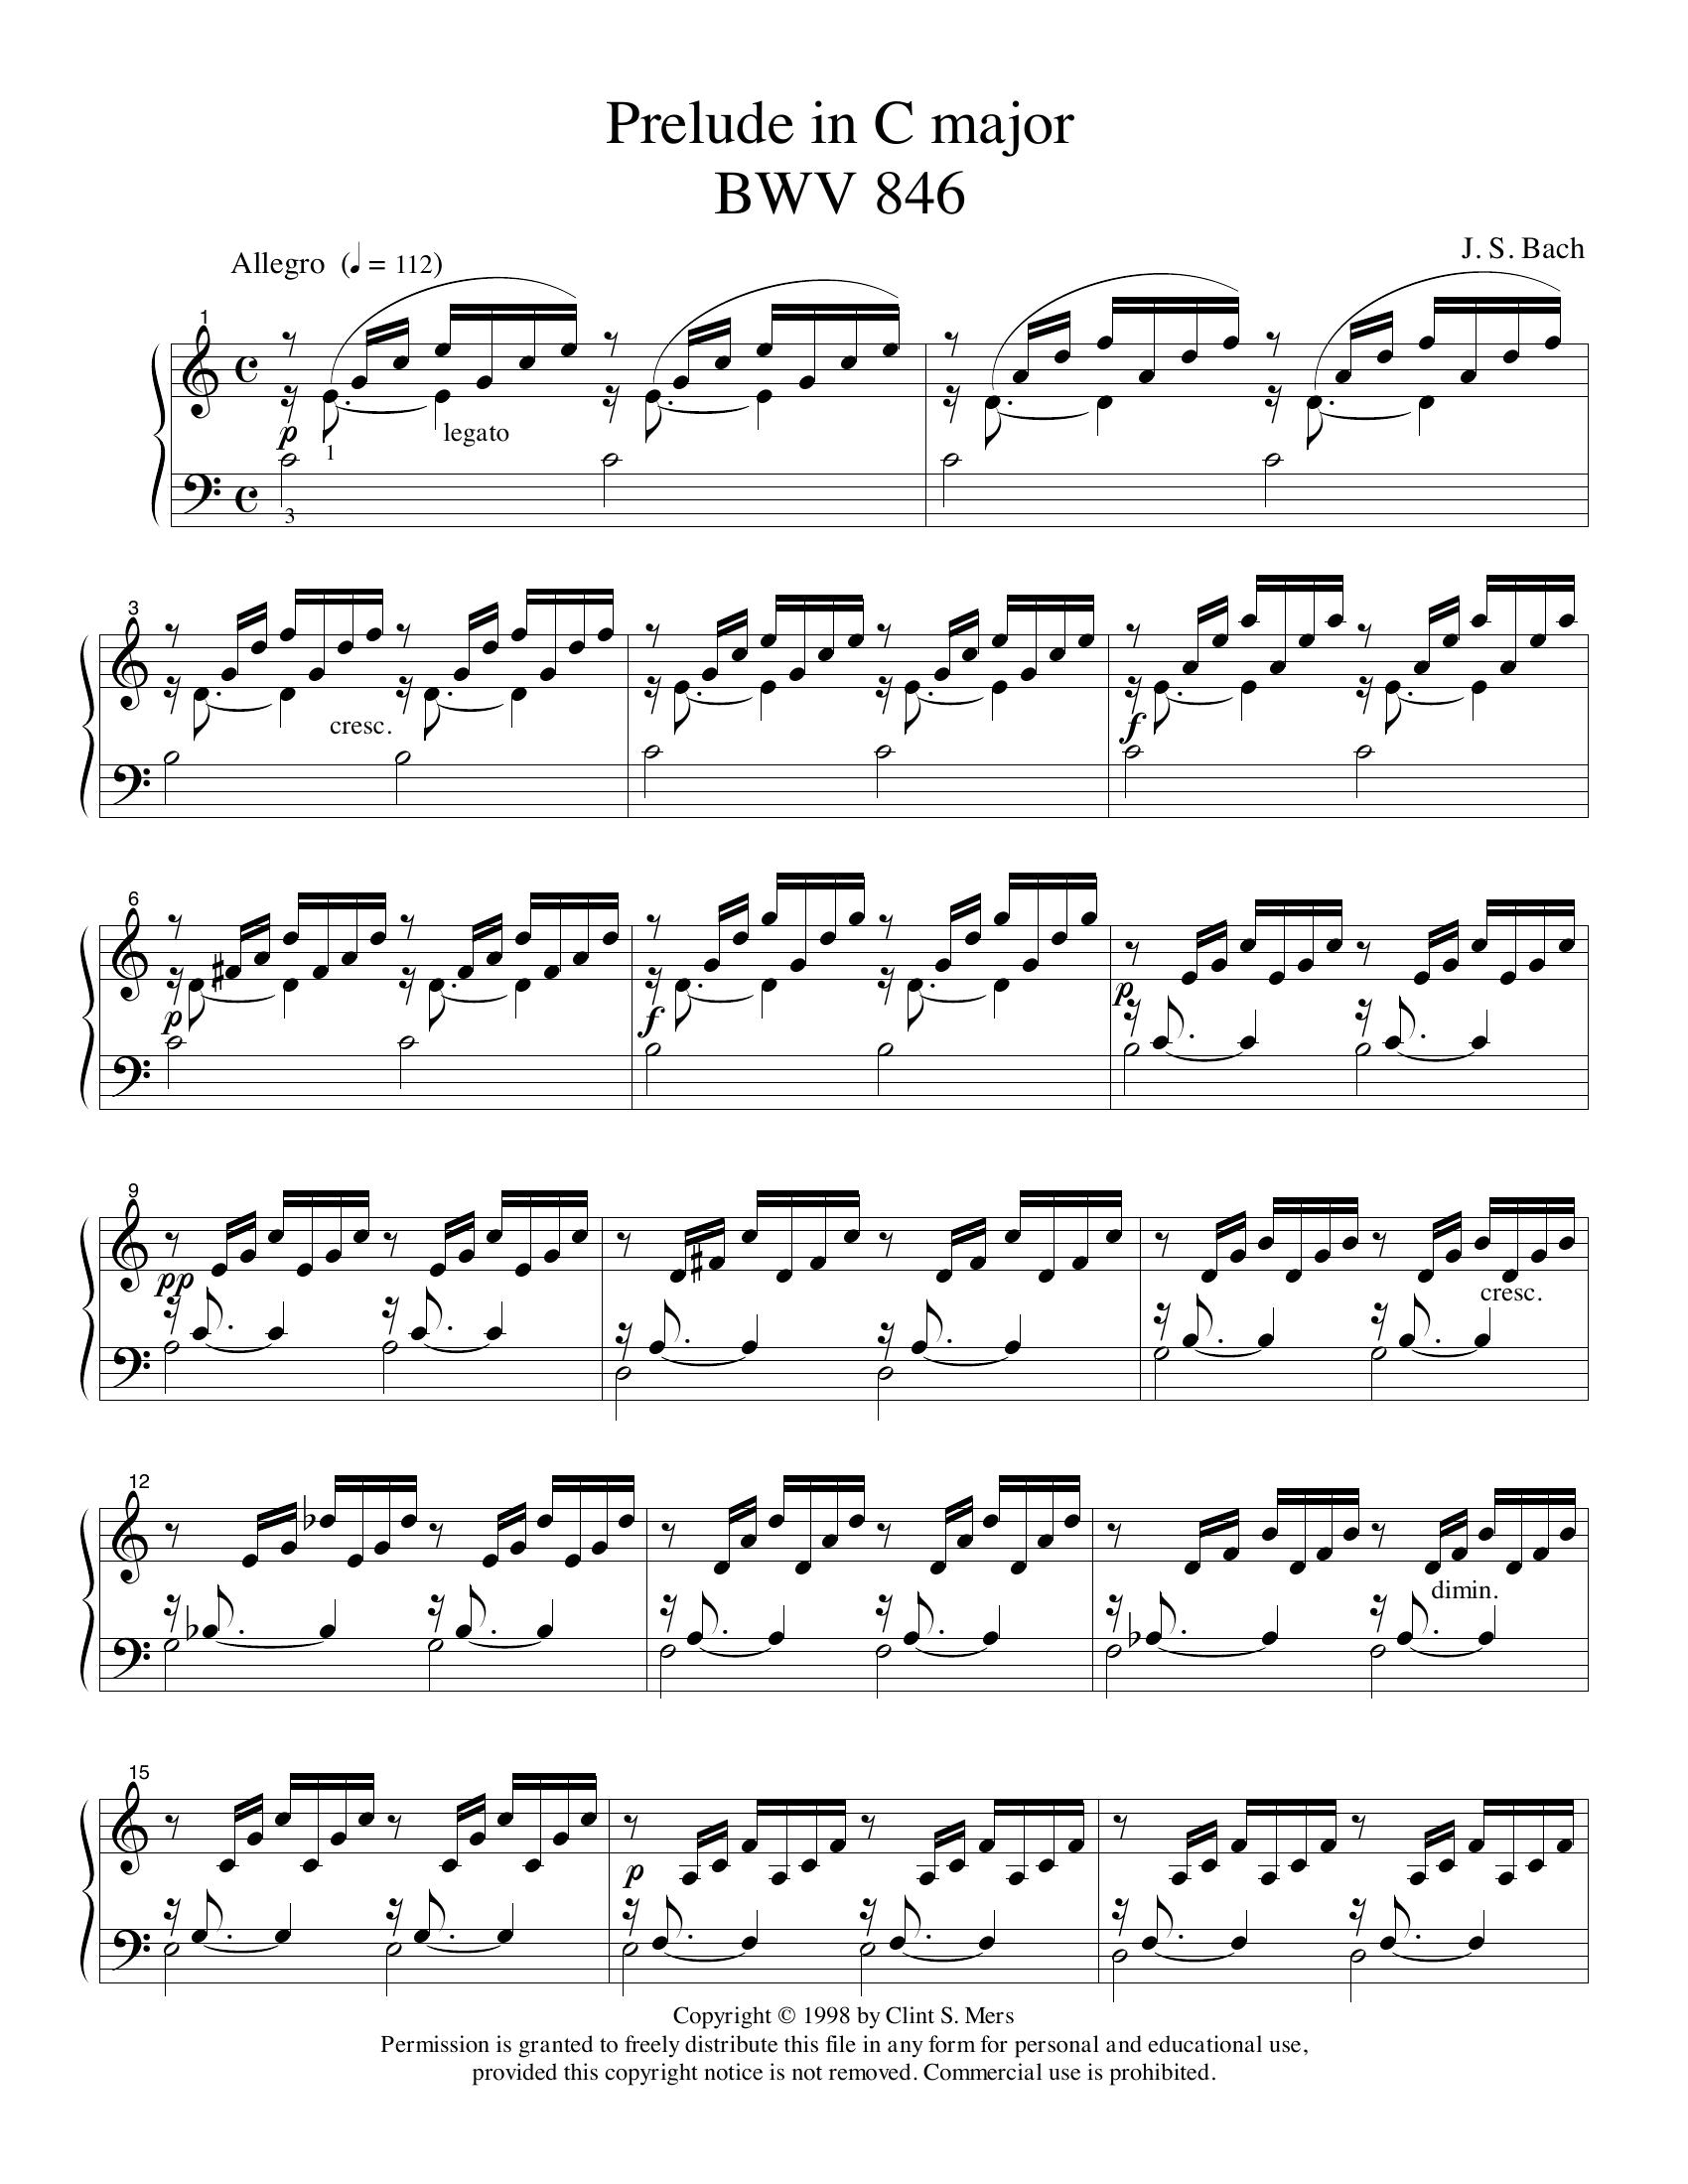 Prelude in C major
BWV 846
J. S. Bach
Allegro (♩ = 112)
1
p
legato
1
3
3
cresc.
f
6
p
f
p
9
pp
cresc.
12
dimin.
15
p
Copyright © 1998 by Clint S. Mers
Permission is granted to freely distribute this file in any form for personal and educational use,
provided this copyright notice is not removed. Commercial use is prohibited.